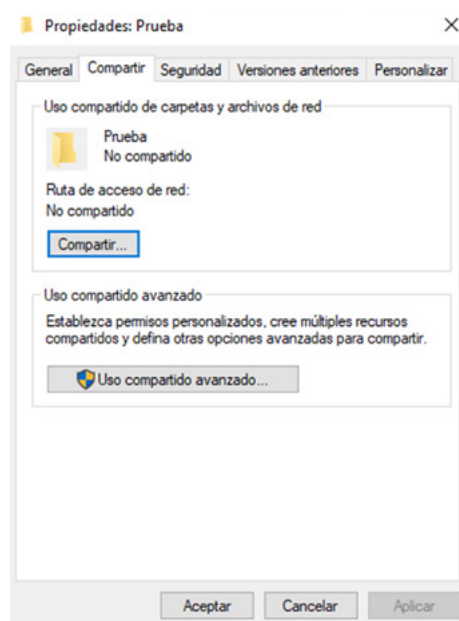 Propiedades: Prueba
General Compartir Seguridad Versiones anteriores Personalizar
Uso compartido de carpetas y archivos de red
Prueba
No compartido
Ruta de acceso de red:
No compartido
Compartir...
Uso compartido avanzado
Establezca permisos personalizados, cree múltiples recursos
compartidos y defina otras opciones avanzadas para compartir.
Uso compartido avanzado...
Aceptar Cancelar Aplicar